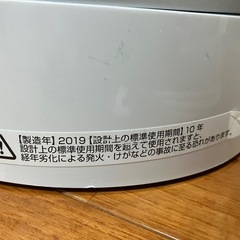 【製造年】2019【設計上の標準使用期間】10年
設計上の標準使用期間を超えて使用されますと、
経年劣化による発火・けがなどの事故に至る恐れがあります。